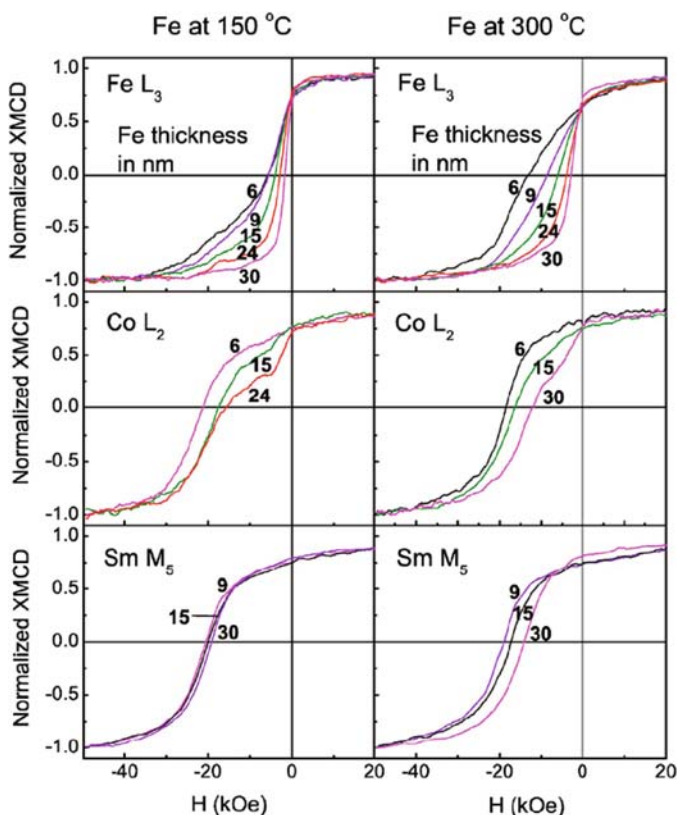 Fe at 150 °C
Fe at 300 °C
Normalized XMCD
1.0
0.5
0.0
-0.5
-1.0
Fe L3
Fe thickness
in nm
6
9
15
24
30
Fe L3
Fe thickness
in nm
6
9
15
24
30
Normalized XMCD
1.0
0.5
0.0
-0.5
-1.0
Co L2
6
15
24
Co L2
6
15
30
Normalized XMCD
1.0
0.5
0.0
-0.5
-1.0
Sm M5
9
15
30
Sm M5
9
15
30
-40 -20 0 20
-40 -20 0 20
H (kOe)
H (kOe)